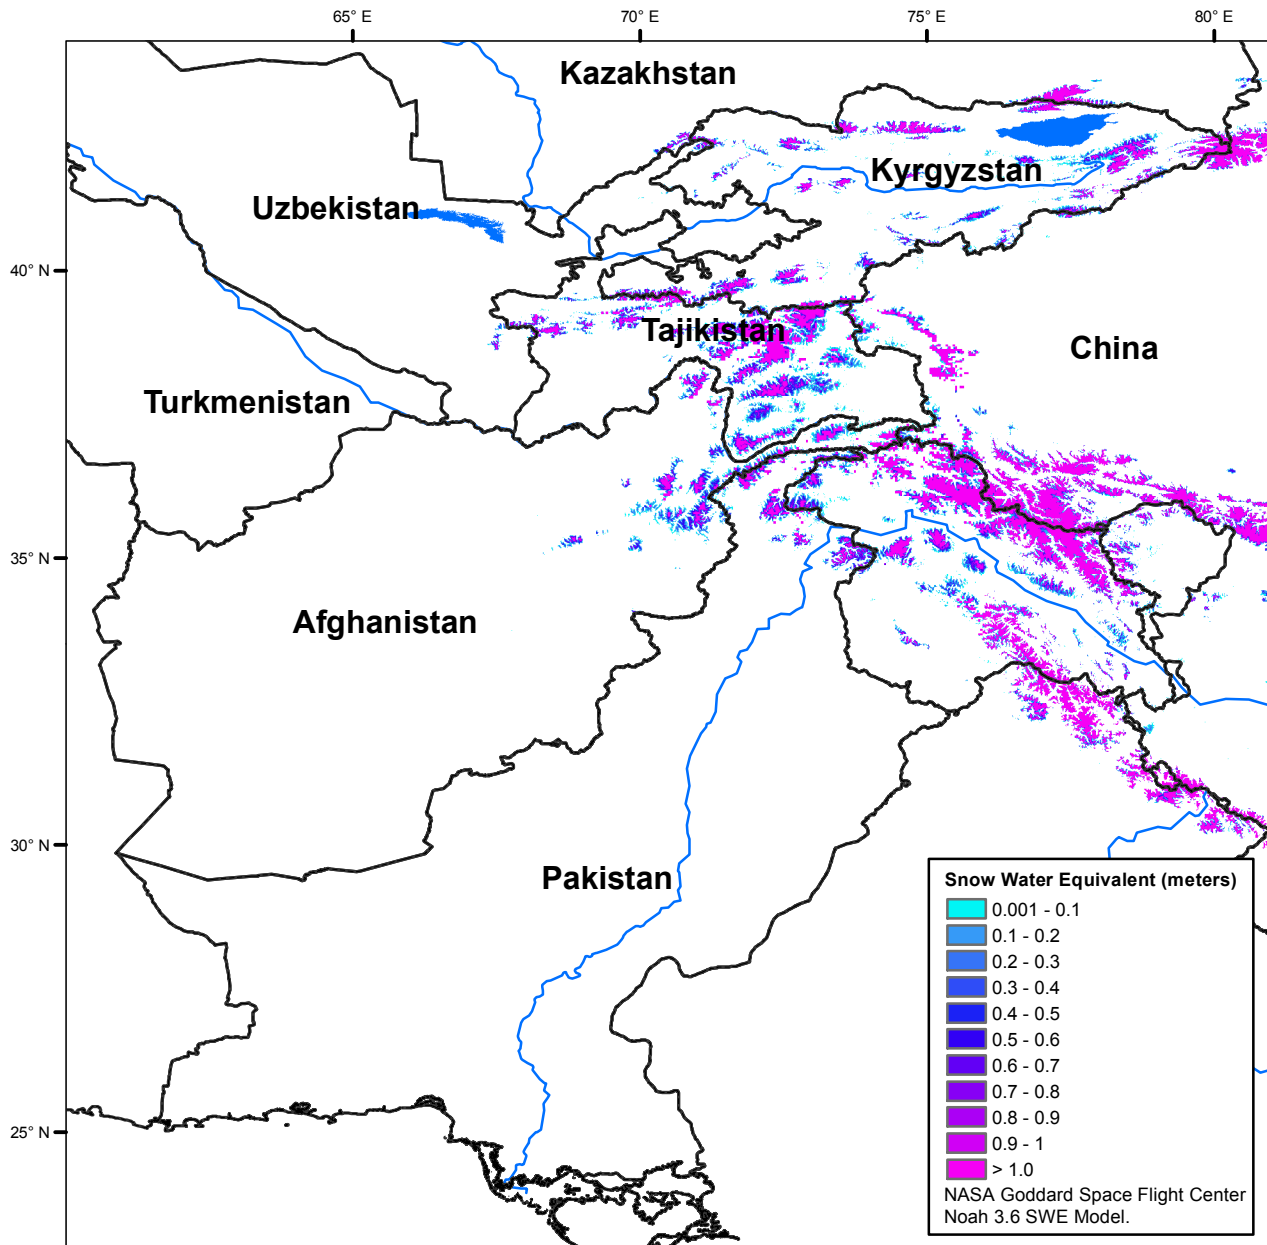 65° E
70° E
75° E
80° E
Kazakhstan
Kyrgyzstan
Uzbekistan
40° N
Tajikistan
China
Turkmenistan
35° N
Afghanistan
30° N
Pakistan
25° N
Snow Water Equivalent (meters)
0.001 - 0.1
0.1 - 0.2
0.2 - 0.3
0.3 - 0.4
0.4 - 0.5
0.5 - 0.6
0.6 - 0.7
0.7 - 0.8
0.8 - 0.9
0.9 - 1
> 1.0
NASA Goddard Space Flight Center
Noah 3.6 SWE Model.